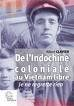 Albert CLAVIER
De l'Indochine
coloniale
au Vietnam libre
Je ne regrette rien